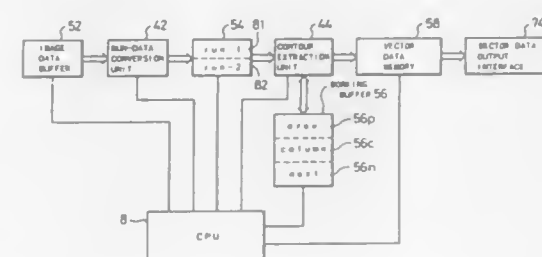 52
42
54
81
44
58
74
IMAGE
DATA
BUFFER
RUN-DATA
CONVERSION
UNIT
run-1
run-2
82
CONTOUR
EXTRACTION
UNIT
VECTOR
DATA
MEMORY
VECTOR DATA
OUTPUT
INTERFACE
WORKING
BUFFER 56
56p
column
56c
56n
8
CPU